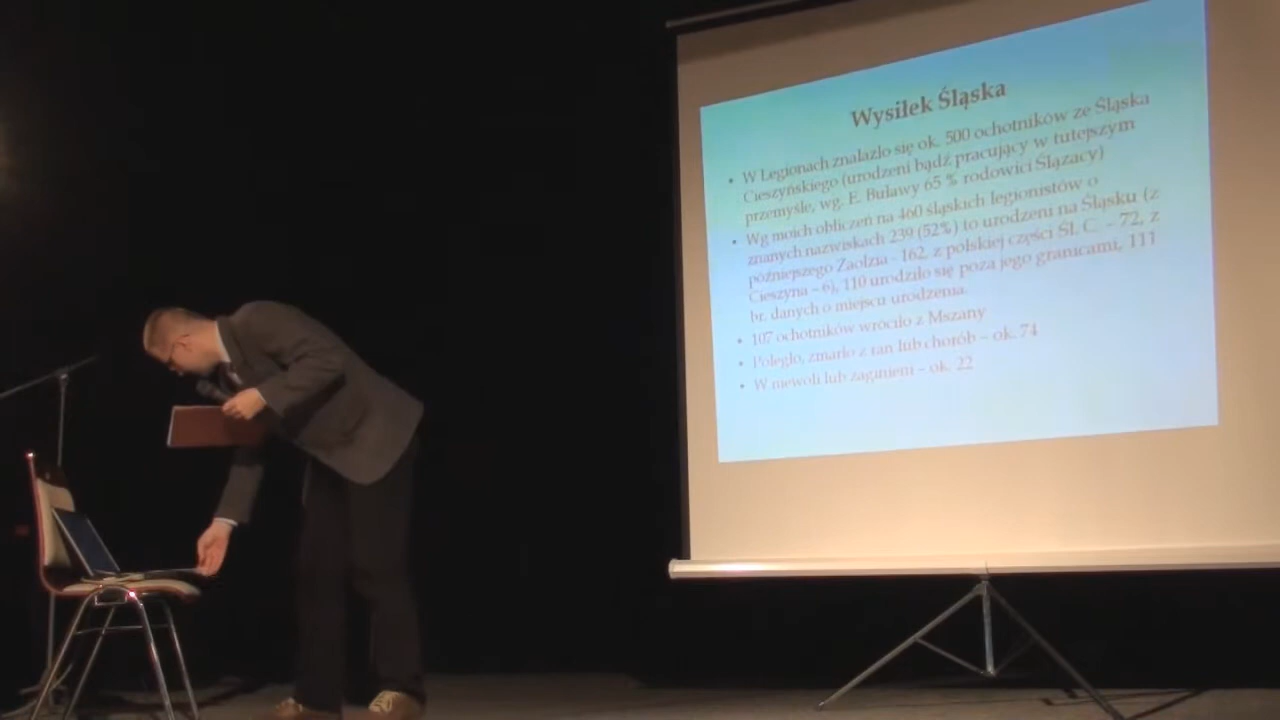 Wysiłek Śląska
• W Legionach znalazło się ok. 500 ochotników ze Śląska
Cieszyńskiego (urodzeni bądź pracujący w tutejszym
przemyśle, wg. E. Buławy 65 % rodowici Ślązacy)
• Wg moich obliczeń na 460 śląskich legionistów o
znanych nazwiskach 239 (52%) to urodzeni na Śląsku (z
późniejszego Zaolzia - 162, z polskiej części Śl. C. – 72, z
Cieszyna – 6), 110 urodziło się poza jego granicami, 111
br. danych o miejscu urodzenia.
• 107 ochotników wróciło z Mszany
• Poległo, zmarło z ran lub chorób – ok. 74
• W niewoli lub zaginieni – ok. 22